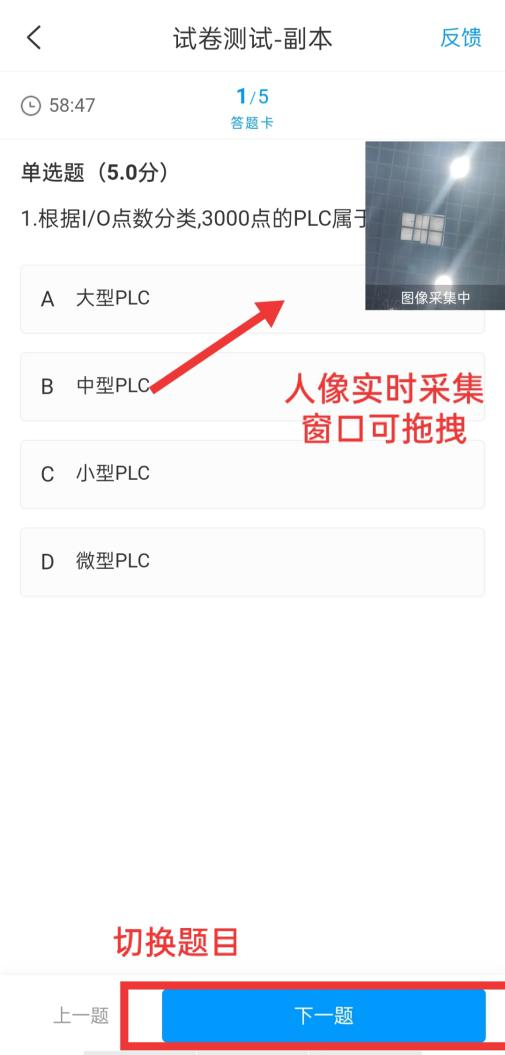 试卷测试-副本
反馈
58:47
1/5
答题卡
单选题（5.0分）
1.根据I/O点数分类,3000点的PLC属于
图像采集中
A 大型PLC
B 中型PLC
人像实时采集
窗口可拖拽
C 小型PLC
D 微型PLC
切换题目
上一题
下一题